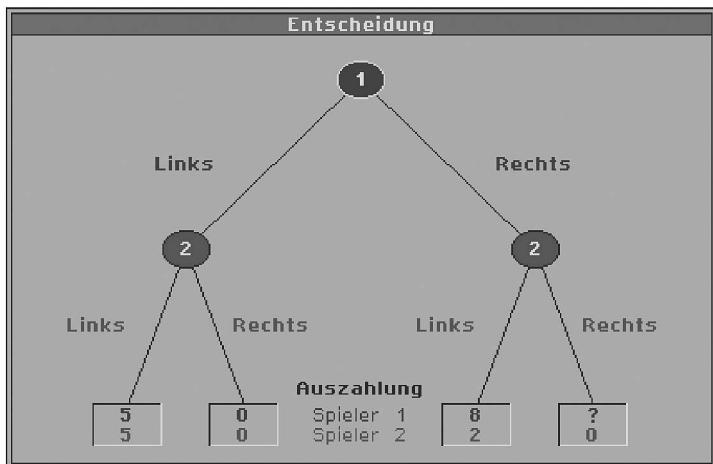 Entscheidung
1
Links Rechts
2 2
Links Rechts Links Rechts
Auszahlung
5 0 Spieler 1 8 ?
5 0 Spieler 2 2 0